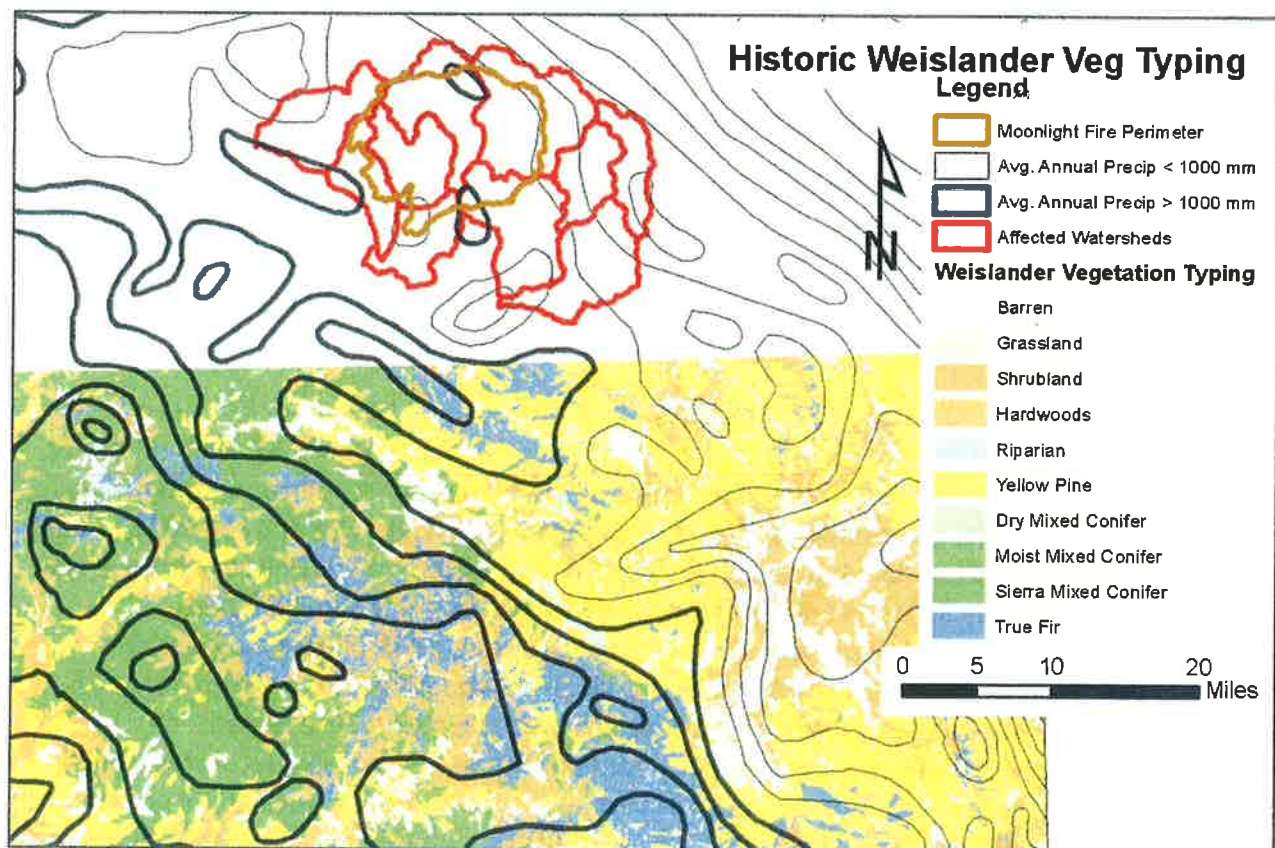 Historic Weislander Veg Typing
Legend
Moonlight Fire Perimeter
Avg. Annual Precip < 1000 mm
Avg. Annual Precip > 1000 mm
Affected Watersheds
Weislander Vegetation Typing
Barren
Grassland
Shrubland
Hardwoods
Riparian
Yellow Pine
Dry Mixed Conifer
Moist Mixed Conifer
Sierra Mixed Conifer
True Fir
N
0 5 10 20
Miles